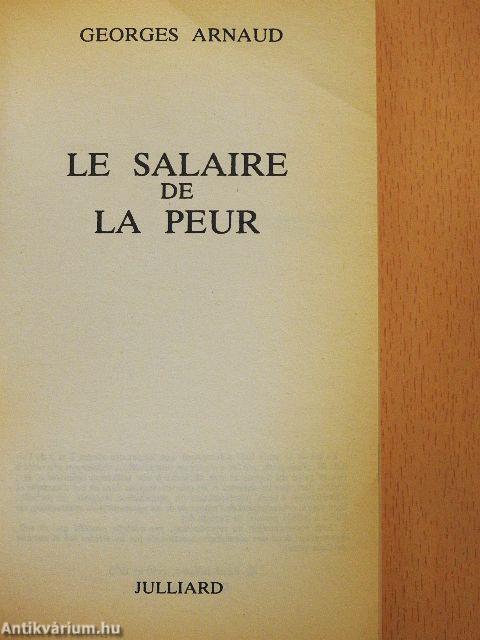 GEORGES ARNAUD
LE SALAIRE
DE
LA PEUR
JULLIARD
Antikvárium.hu